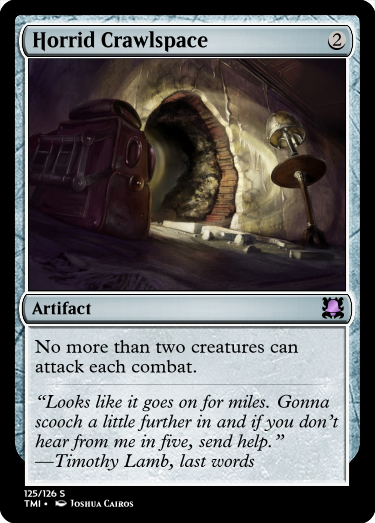 Horrid Crawlspace 2
Artifact
No more than two creatures can
attack each combat.
“Looks like it goes on for miles. Gonna
scooch a little further in and if you don’t
hear from me in five, send help.”
—Timothy Lamb, last words
125/126 S
TMI • Joshua Cairos